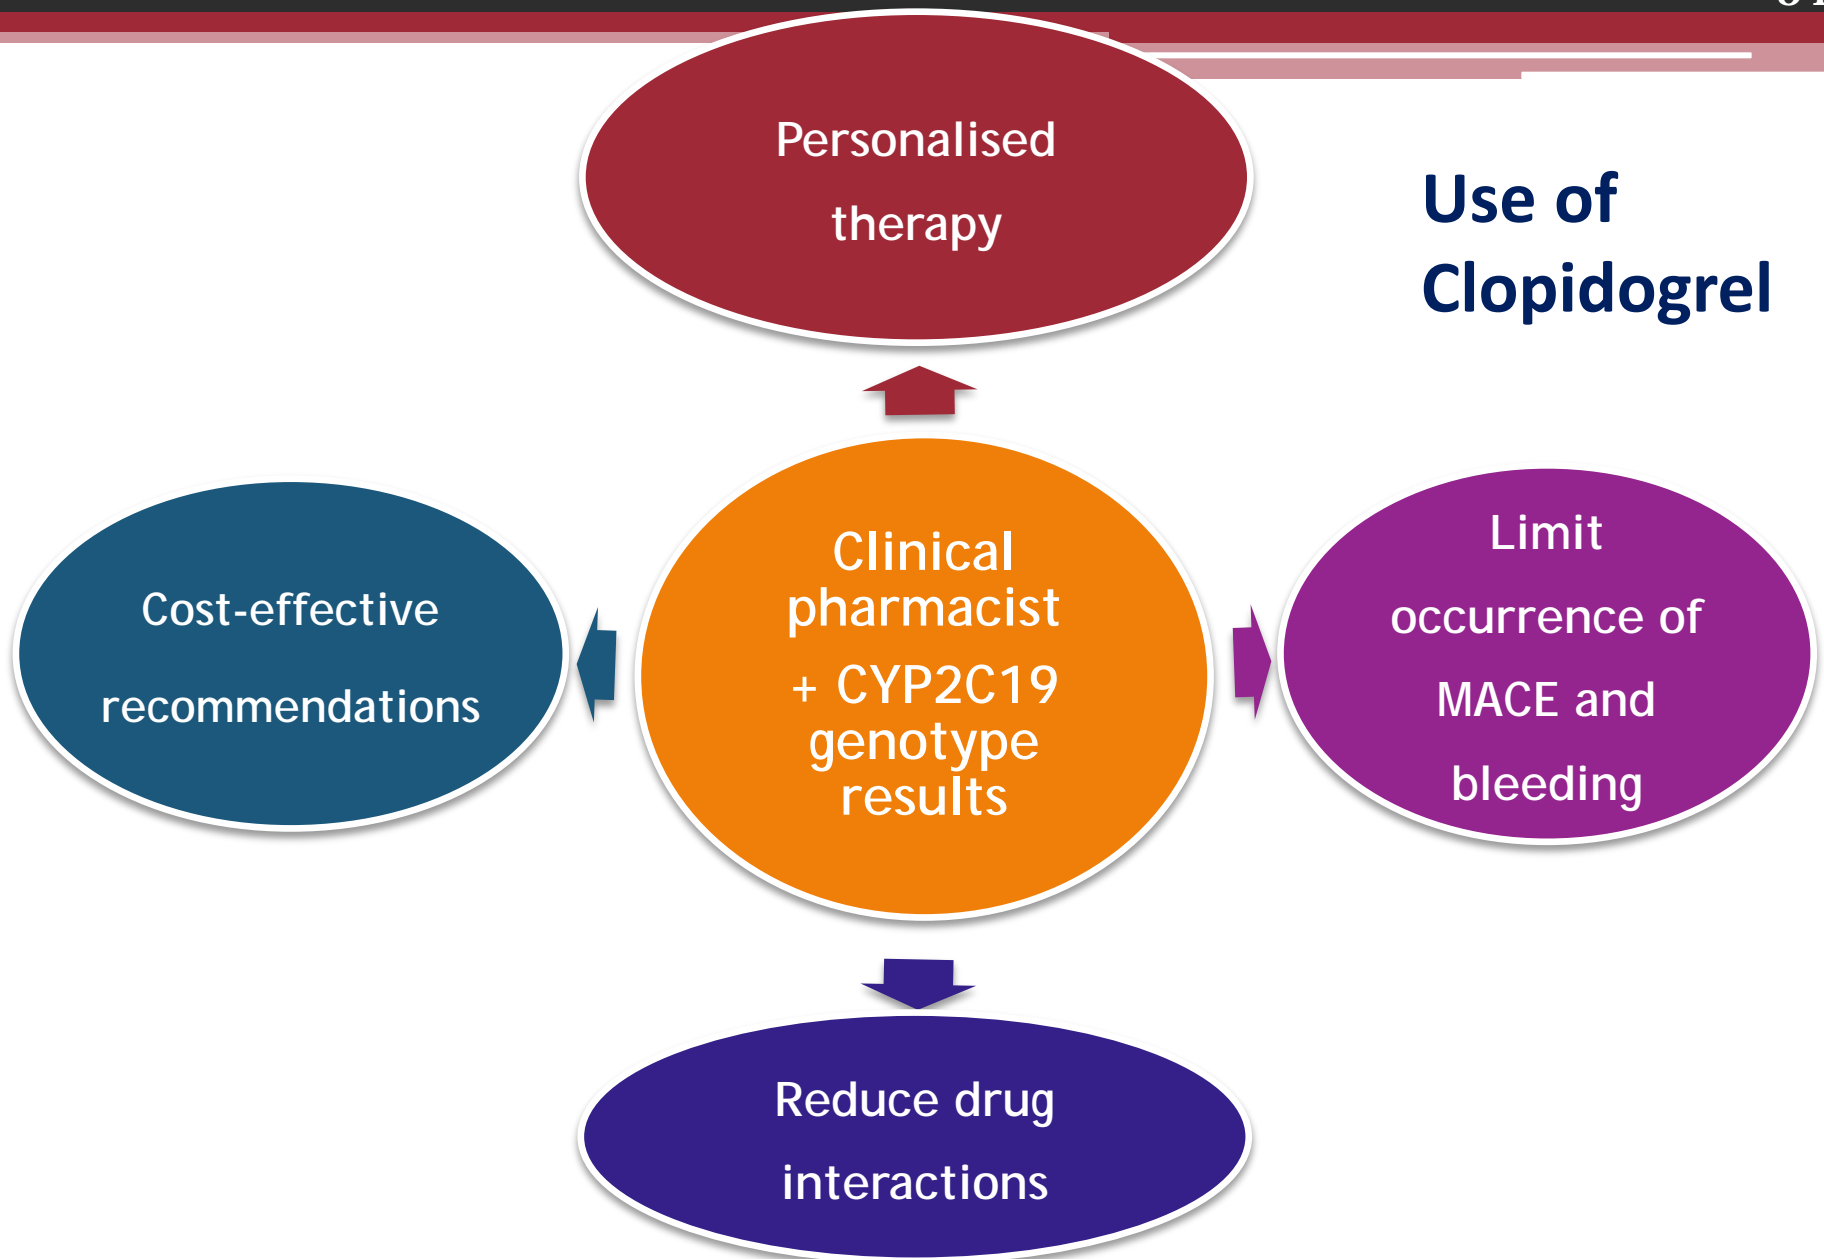 Personalised
therapy
Use of
Clopidogrel
Cost-effective
recommendations
Clinical
pharmacist
+ CYP2C19
genotype
results
Limit
occurrence of
MACE and
bleeding
Reduce drug
interactions